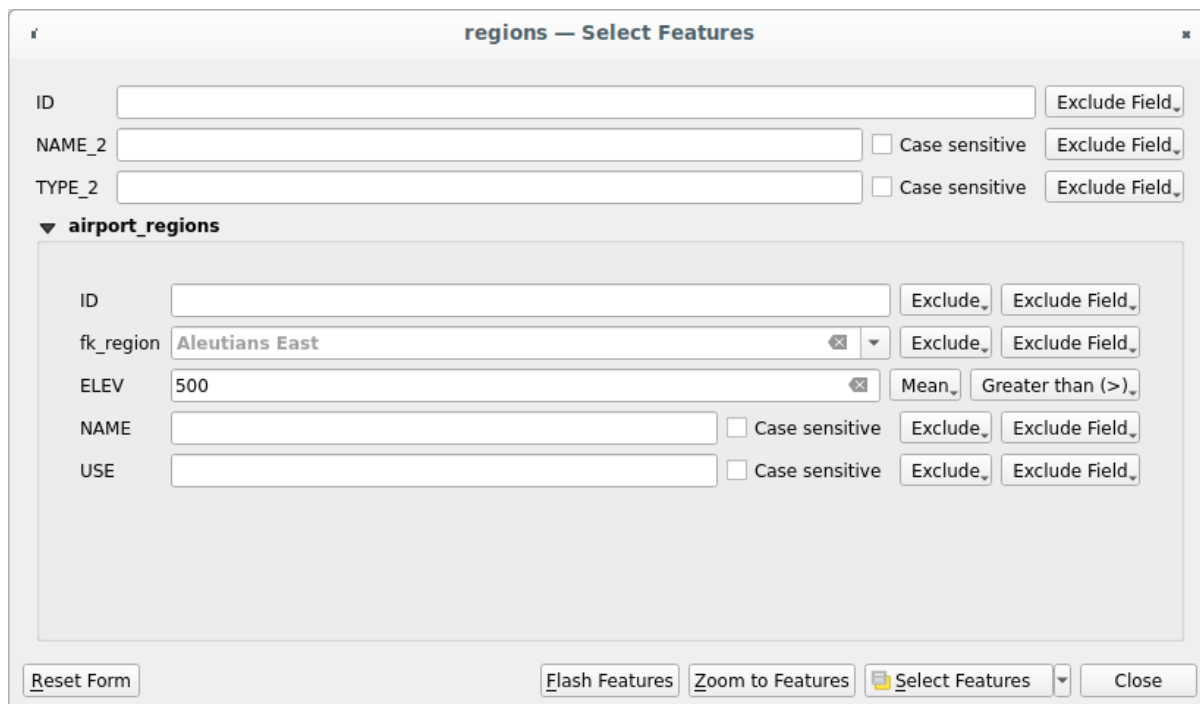 regions — Select Features
ID Exclude Field
NAME_2 Case sensitive Exclude Field
TYPE_2 Case sensitive Exclude Field
airport_regions
ID Exclude Exclude Field
fk_region Aleutians East Exclude Exclude Field
ELEV 500 Mean Greater than (>)
NAME Case sensitive Exclude Exclude Field
USE Case sensitive Exclude Exclude Field
Reset Form Flash Features Zoom to Features Select Features Close